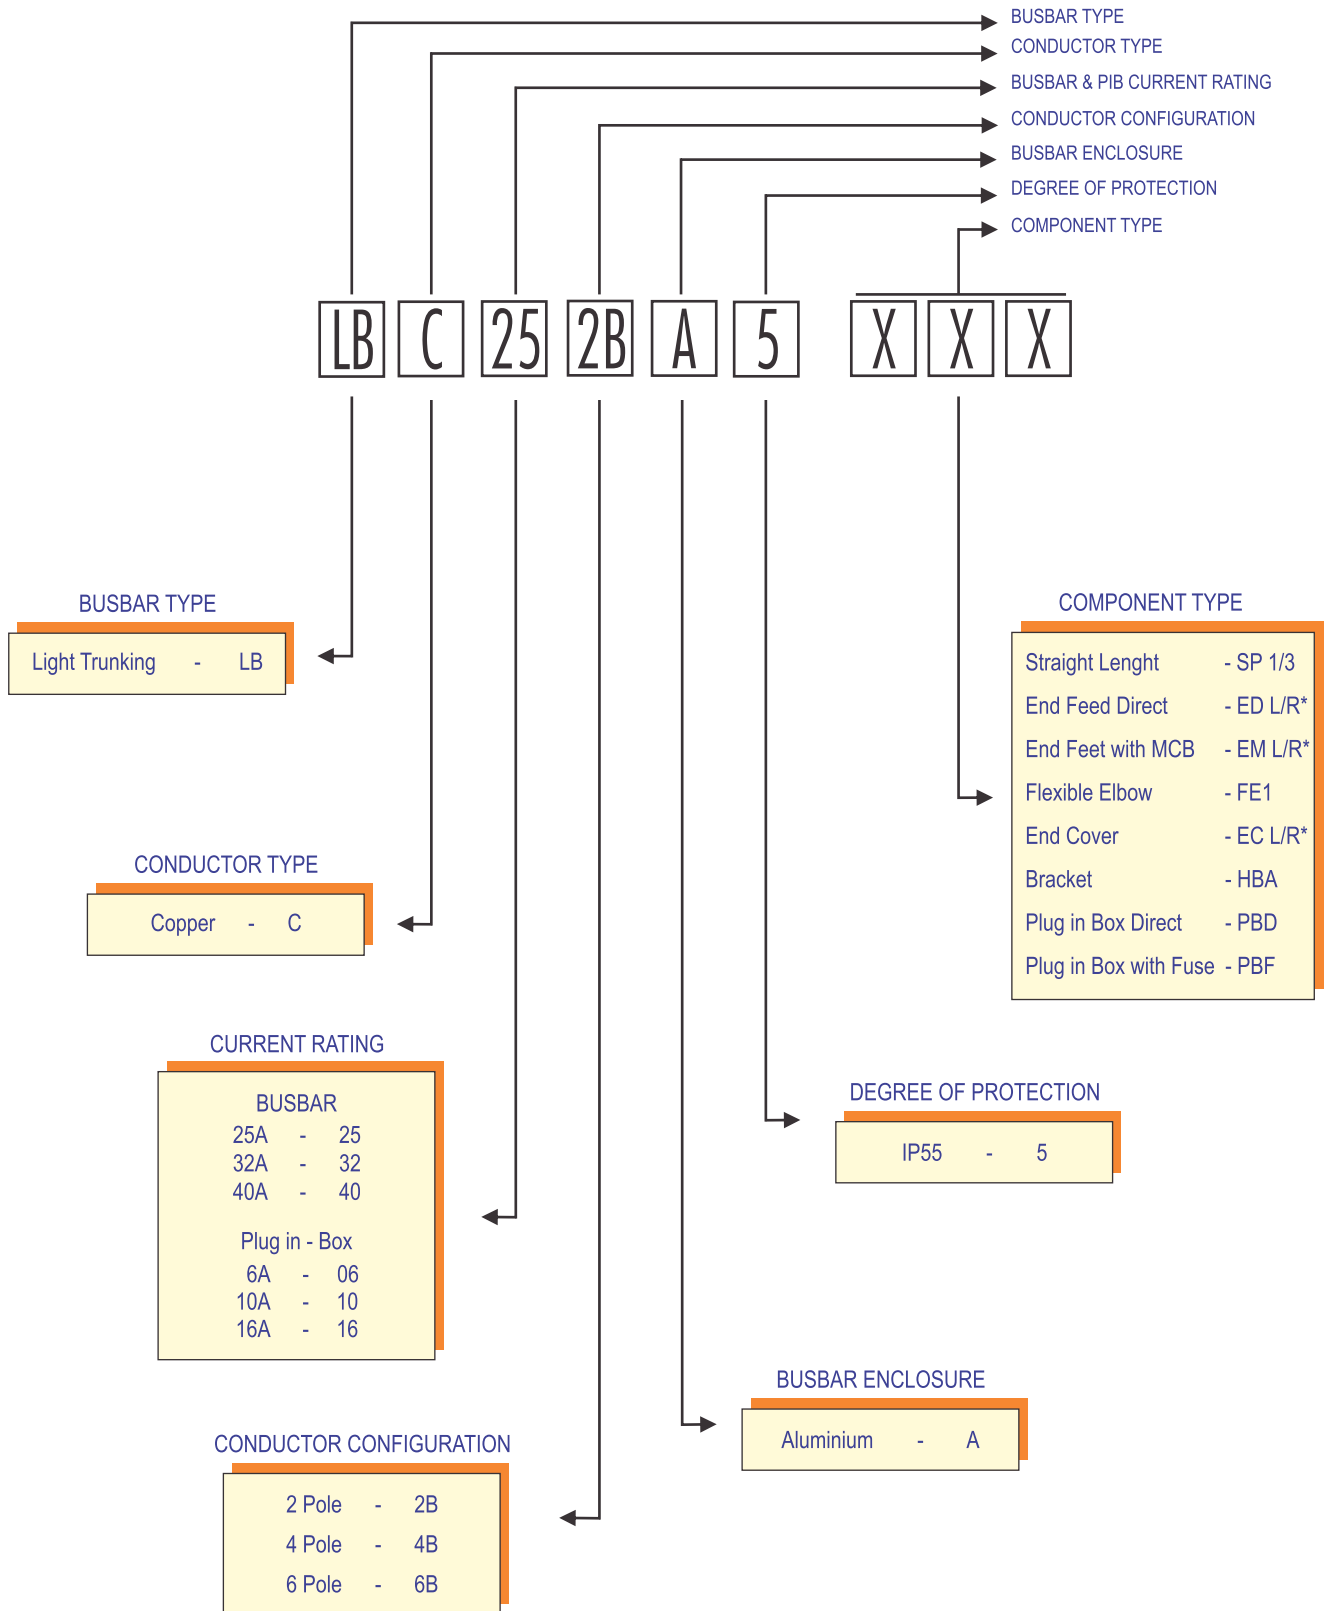 BUSBAR TYPE
CONDUCTOR TYPE
BUSBAR & PIB CURRENT RATING
CONDUCTOR CONFIGURATION
BUSBAR ENCLOSURE
DEGREE OF PROTECTION
COMPONENT TYPE
LB C 25 2B A 5 X X X
BUSBAR TYPE
Light Trunking - LB
COMPONENT TYPE
Straight Lenght - SP 1/3
End Feed Direct - ED L/R*
End Feet with MCB - EM L/R*
Flexible Elbow - FE1
End Cover - EC L/R*
Bracket - HBA
Plug in Box Direct - PBD
Plug in Box with Fuse - PBF
CONDUCTOR TYPE
Copper - C
CURRENT RATING
BUSBAR
25A - 25
32A - 32
40A - 40
Plug in - Box
6A - 06
10A - 10
16A - 16
DEGREE OF PROTECTION
IP55 - 5
BUSBAR ENCLOSURE
Aluminium - A
CONDUCTOR CONFIGURATION
2 Pole - 2B
4 Pole - 4B
6 Pole - 6B